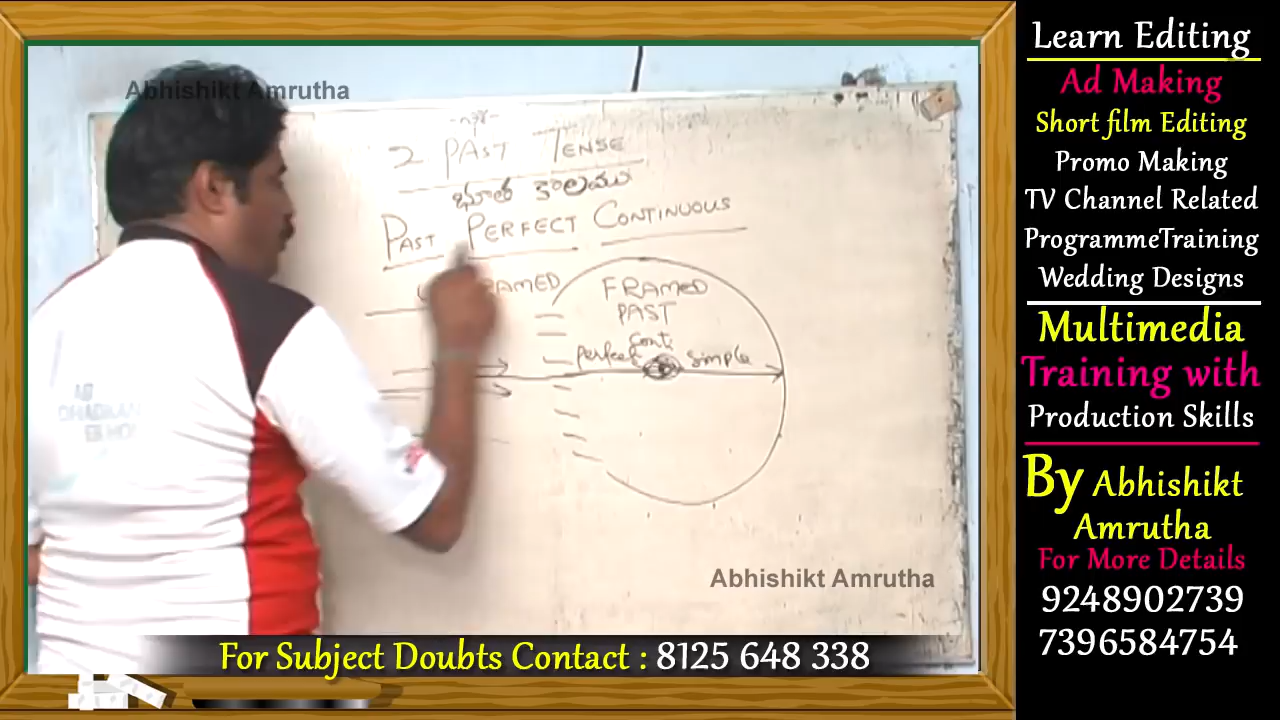 Abhishikt Amrutha
2 PAST TENSE
భూత కాలము
PAST PERFECT CONTINUOUS
FRAMED
PAST
cont:
simple
Abhishikt Amrutha
For Subject Doubts Contact : 8125 648 338
Learn Editing
Ad Making
Short film Editing
Promo Making
TV Channel Related
ProgrammeTraining
Wedding Designs
Multimedia
Training with
Production Skills
By Abhishikt
Amrutha
For More Details
9248902739
7396584754